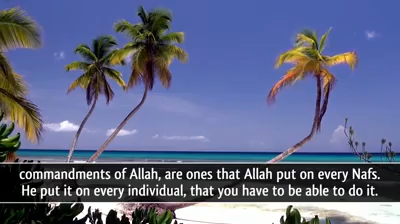 commandments of Allah, are ones that Allah put on every Nafs.
He put it on every individual, that you have to be able to do it.